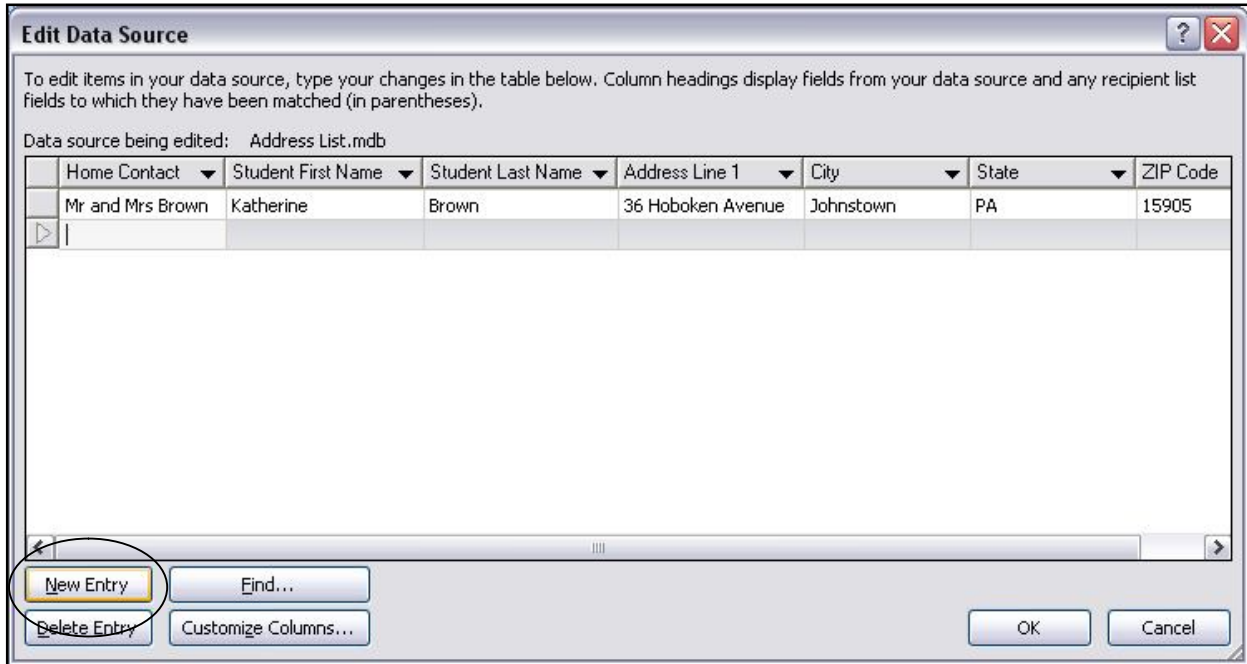 Edit Data Source
To edit items in your data source, type your changes in the table below. Column headings display fields from your data source and any recipient list
fields to which they have been matched (in parentheses).
Data source being edited: Address List.mdb
Home Contact Student First Name Student Last Name Address Line 1 City State ZIP Code
Mr and Mrs Brown Katherine Brown 36 Hoboken Avenue Johnstown PA 15905
New Entry Find...
Delete Entry Customize Columns... OK Cancel